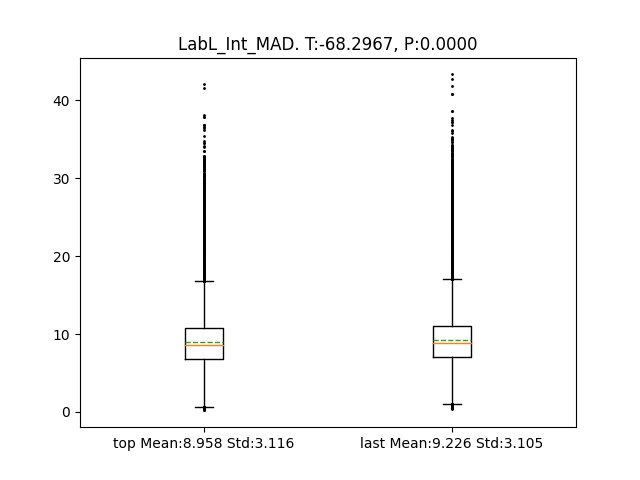 LabL_Int_MAD. T:-68.2967, P:0.0000
40
30
20
10
0
top Mean:8.958 Std:3.116
last Mean:9.226 Std:3.105